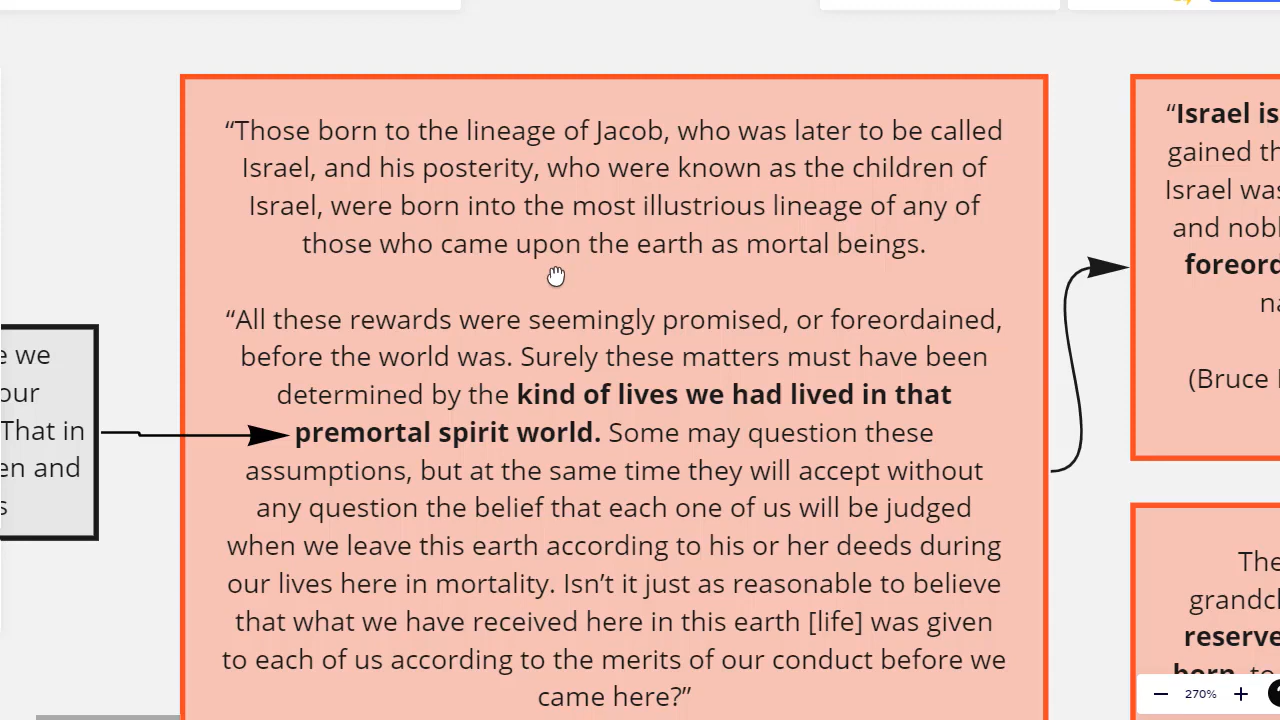 “Those born to the lineage of Jacob, who was later to be called
Israel, and his posterity, who were known as the children of
Israel, were born into the most illustrious lineage of any of
those who came upon the earth as mortal beings.
“All these rewards were seemingly promised, or foreordained,
before the world was. Surely these matters must have been
determined by the kind of lives we had lived in that
premortal spirit world. Some may question these
assumptions, but at the same time they will accept without
any question the belief that each one of us will be judged
when we leave this earth according to his or her deeds during
our lives here in mortality. Isn’t it just as reasonable to believe
that what we have received here in this earth [life] was given
to each of us according to the merits of our conduct before we
came here?”
we
That in
and
“Israel is
gained
Israel was
and
(Bruce
The
270%